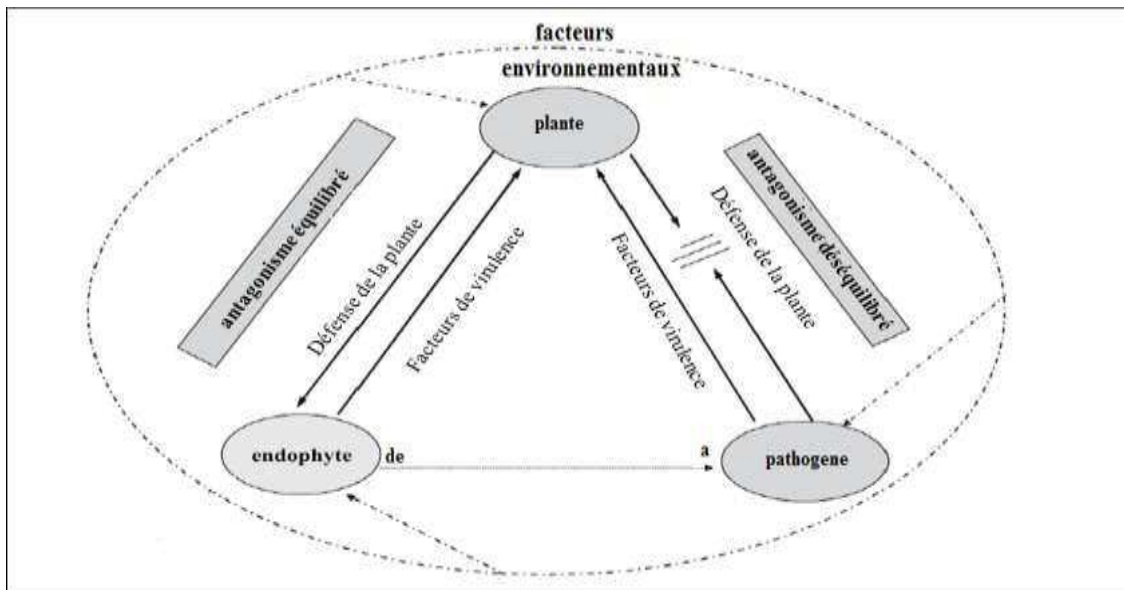 facteurs
environnementaux
plante
antagonisme équilibré
Défense de la plante
Facteurs de virulence
Facteurs de virulence
Défense de la plante
antagonisme déséquilibré
endophyte
de
a
pathogene